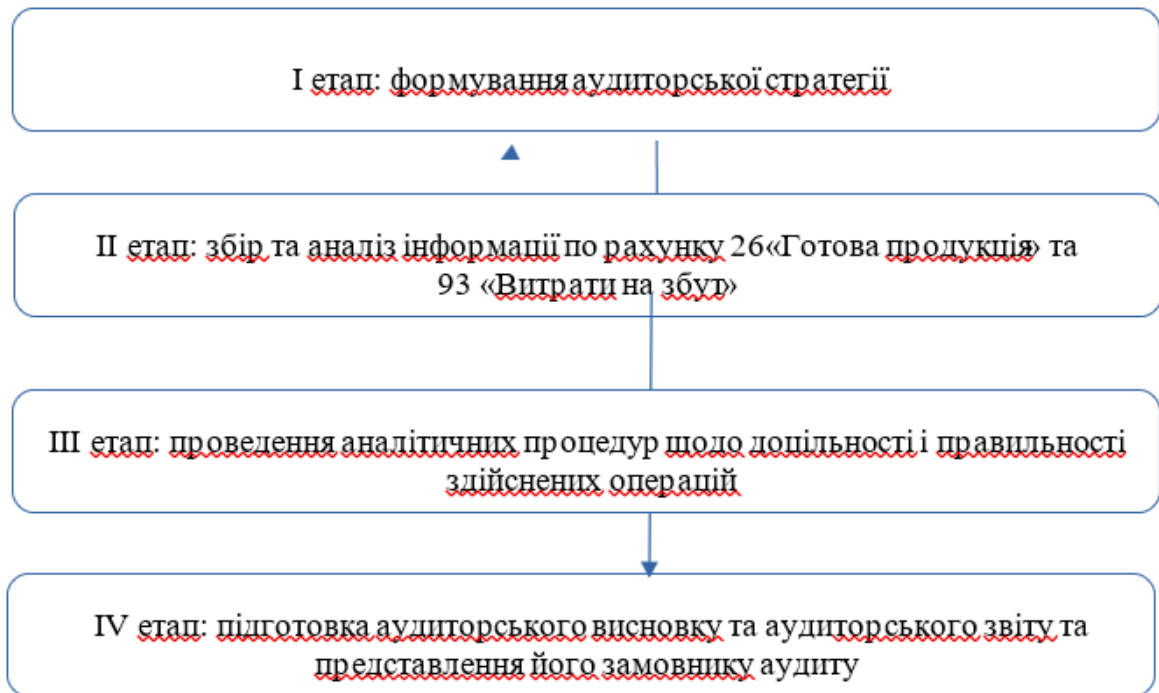 І етап: формування аудиторської стратегії
ІІ етап: збір та аналіз інформації по рахунку 26«Готова продукція» та
93 «Витрати на збут»
ІІІ етап: проведення аналітичних процедур щодо доцільності і правильності
здійснених операцій
IV етап: підготовка аудиторського висновку та аудиторського звіту та
представлення його замовнику аудиту